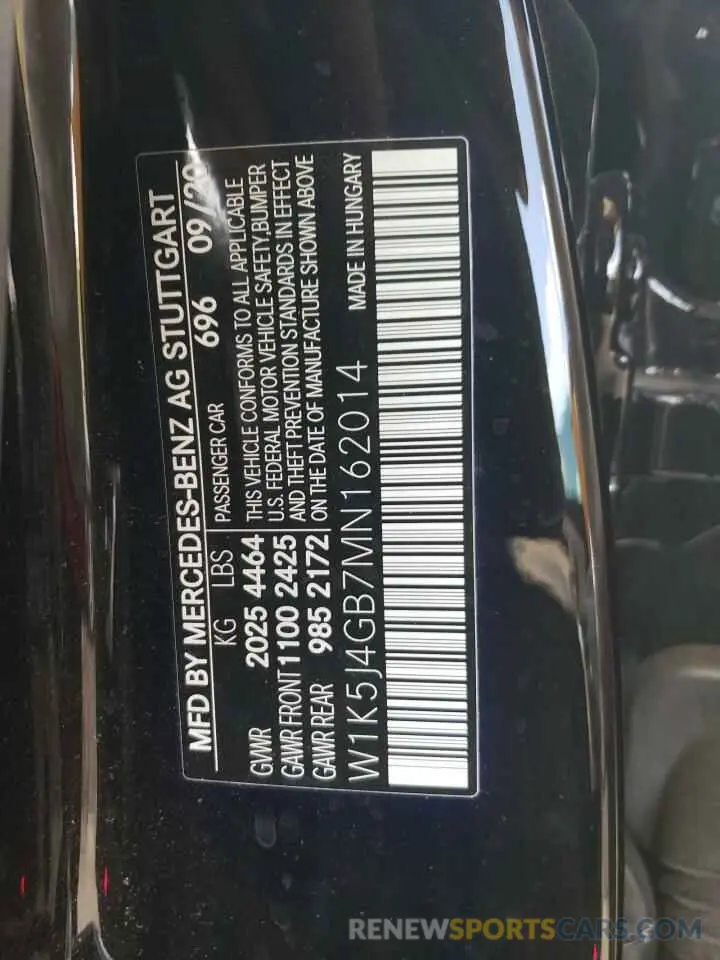 MFD BY MERCEDES-BENZ AG STUTTGART
KG LBS PASSENGER CAR 696 09/20
GVWR 2025 4464 THIS VEHICLE CONFORMS TO ALL APPLICABLE
GAWR FRONT 1100 2425 U.S. FEDERAL MOTOR VEHICLE SAFETY,BUMPER
AND THEFT PREVENTION STANDARDS IN EFFECT
GAWR REAR 985 2172 ON THE DATE OF MANUFACTURE SHOWN ABOVE
W1K5J4GB7MN162014 MADE IN HUNGARY
RENEWSPORTSCARS.COM